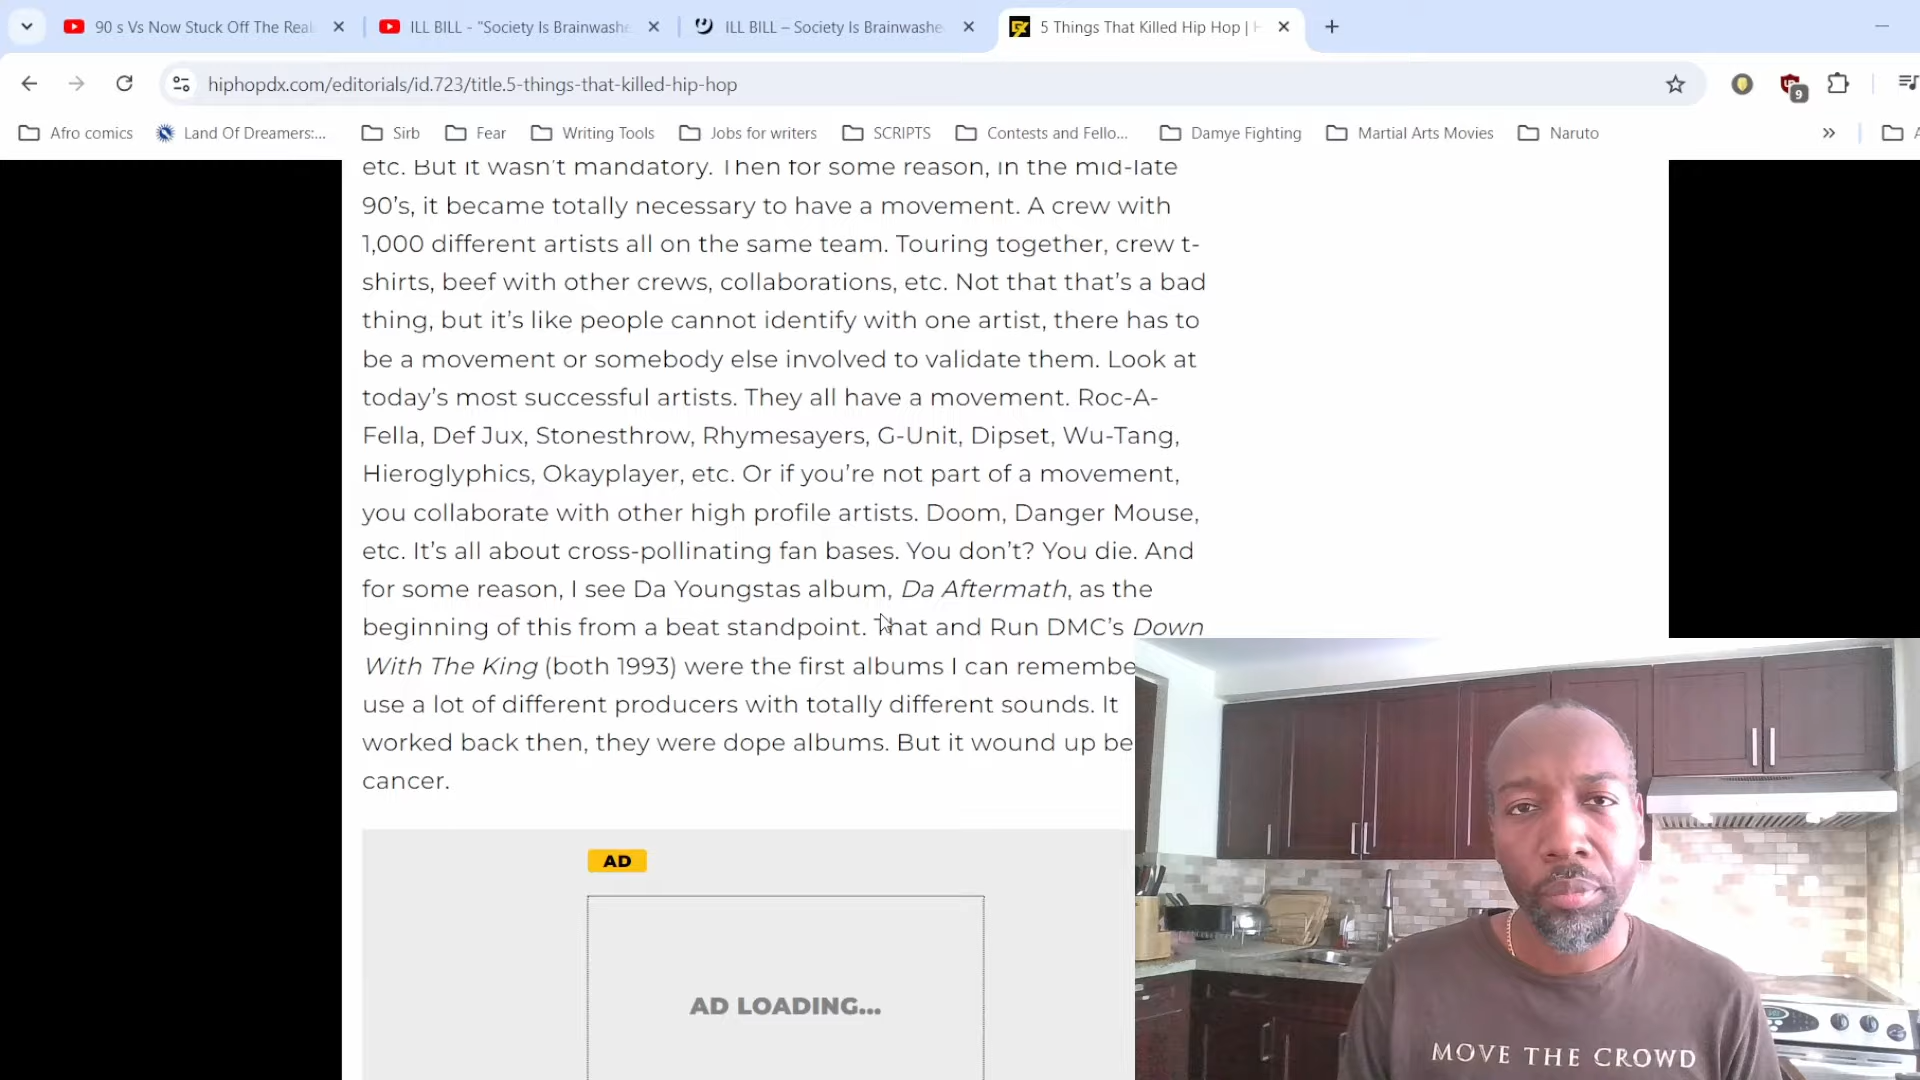 90 s Vs Now Stuck Off The Real
ILL BILL - "Society Is Brainwashe
ILL BILL – Society Is Brainwashe
5 Things That Killed Hip Hop | H
hiphopdx.com/editorials/id.723/title.5-things-that-killed-hip-hop
9
Afro comics
Land Of Dreamers:...
Sirb
Fear
Writing Tools
Jobs for writers
SCRIPTS
Contests and Fello...
Damye Fighting
Martial Arts Movies
Naruto
etc. But it wasn’t mandatory. Then for some reason, in the mid-late
90’s, it became totally necessary to have a movement. A crew with
1,000 different artists all on the same team. Touring together, crew t-
shirts, beef with other crews, collaborations, etc. Not that that’s a bad
thing, but it’s like people cannot identify with one artist, there has to
be a movement or somebody else involved to validate them. Look at
today’s most successful artists. They all have a movement. Roc-A-
Fella, Def Jux, Stonesthrow, Rhymesayers, G-Unit, Dipset, Wu-Tang,
Hieroglyphics, Okayplayer, etc. Or if you’re not part of a movement,
you collaborate with other high profile artists. Doom, Danger Mouse,
etc. It’s all about cross-pollinating fan bases. You don’t? You die. And
for some reason, I see Da Youngstas album, Da Aftermath, as the
beginning of this from a beat standpoint. That and Run DMC’s Down
With The King (both 1993) were the first albums I can remembe
use a lot of different producers with totally different sounds. It
worked back then, they were dope albums. But it wound up be
cancer.
AD
AD LOADING...
MOVE THE CROWD